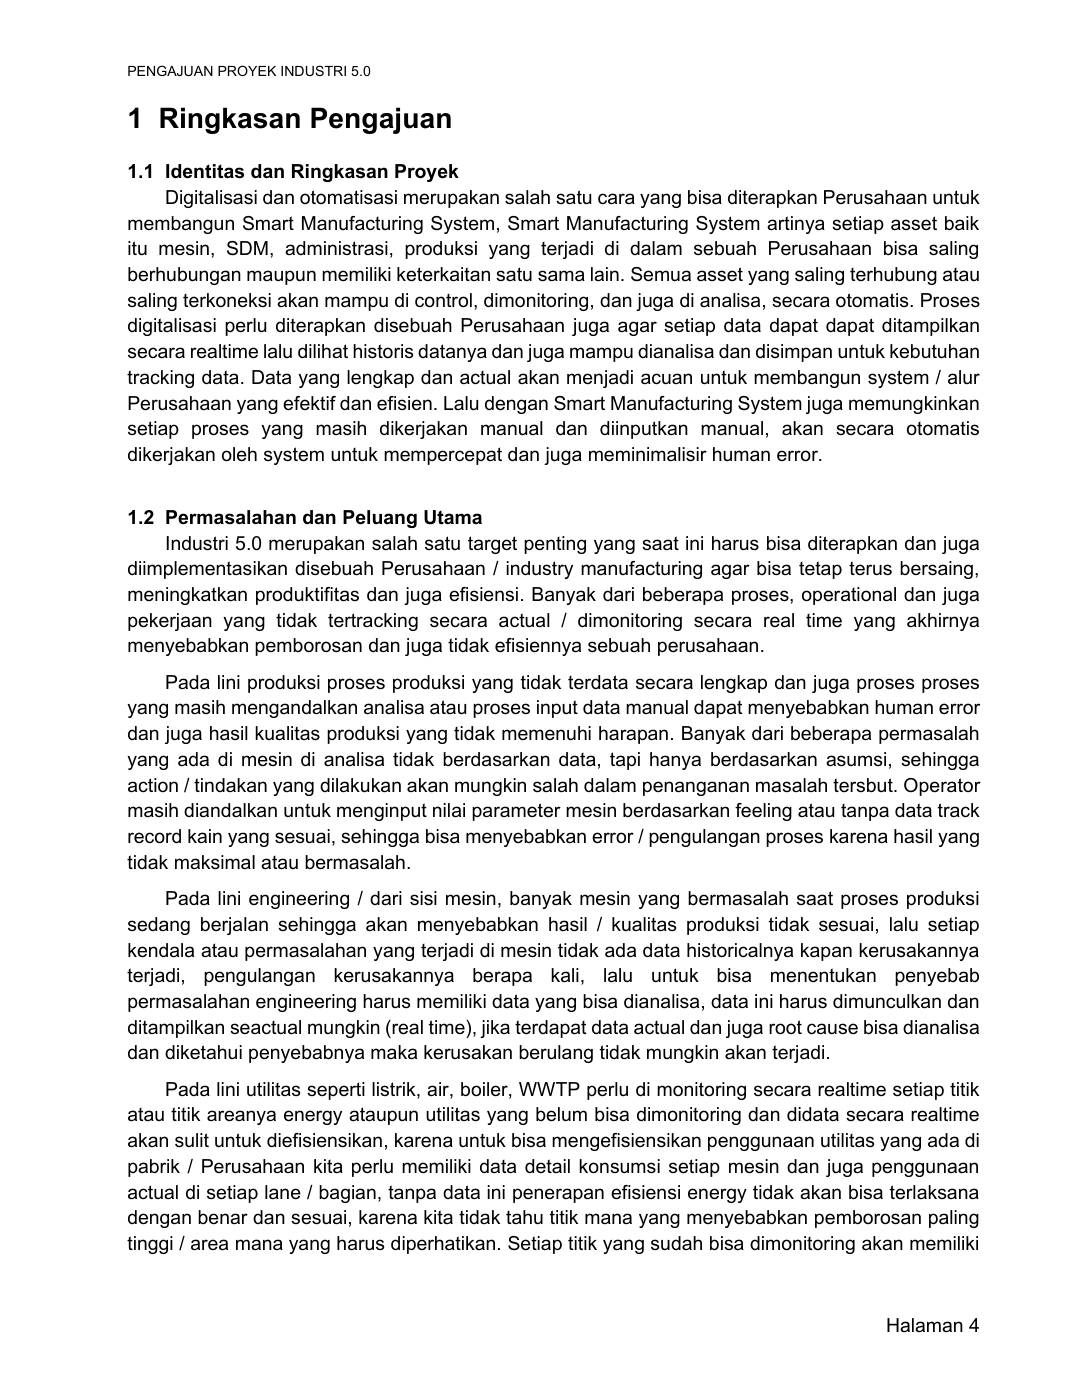 PENGAJUAN PROYEK INDUSTRI 5.0
1 Ringkasan Pengajuan
1.1 Identitas dan Ringkasan Proyek
Digitalisasi dan otomatisasi merupakan salah satu cara yang bisa diterapkan Perusahaan untuk
membangun Smart Manufacturing System, Smart Manufacturing System artinya setiap asset baik
itu mesin, SDM, administrasi, produksi yang terjadi di dalam sebuah Perusahaan bisa saling
berhubungan maupun memiliki keterkaitan satu sama lain. Semua asset yang saling terhubung atau
saling terkoneksi akan mampu di control, dimonitoring, dan juga di analisa, secara otomatis. Proses
digitalisasi perlu diterapkan disebuah Perusahaan juga agar setiap data dapat dapat ditampilkan
secara realtime lalu dilihat historis datanya dan juga mampu dianalisa dan disimpan untuk kebutuhan
tracking data. Data yang lengkap dan actual akan menjadi acuan untuk membangun system / alur
Perusahaan yang efektif dan efisien. Lalu dengan Smart Manufacturing System juga memungkinkan
setiap proses yang masih dikerjakan manual dan diinputkan manual, akan secara otomatis
dikerjakan oleh system untuk mempercepat dan juga meminimalisir human error.
1.2 Permasalahan dan Peluang Utama
Industri 5.0 merupakan salah satu target penting yang saat ini harus bisa diterapkan dan juga
diimplementasikan disebuah Perusahaan / industry manufacturing agar bisa tetap terus bersaing,
meningkatkan produktifitas dan juga efisiensi. Banyak dari beberapa proses, operational dan juga
pekerjaan yang tidak tertracking secara actual / dimonitoring secara real time yang akhirnya
menyebabkan pemborosan dan juga tidak efisiennya sebuah perusahaan.
Pada lini produksi proses produksi yang tidak terdata secara lengkap dan juga proses proses
yang masih mengandalkan analisa atau proses input data manual dapat menyebabkan human error
dan juga hasil kualitas produksi yang tidak memenuhi harapan. Banyak dari beberapa permasalah
yang ada di mesin di analisa tidak berdasarkan data, tapi hanya berdasarkan asumsi, sehingga
action / tindakan yang dilakukan akan mungkin salah dalam penanganan masalah tersbut. Operator
masih diandalkan untuk menginput nilai parameter mesin berdasarkan feeling atau tanpa data track
record kain yang sesuai, sehingga bisa menyebabkan error / pengulangan proses karena hasil yang
tidak maksimal atau bermasalah.
Pada lini engineering / dari sisi mesin, banyak mesin yang bermasalah saat proses produksi
sedang berjalan sehingga akan menyebabkan hasil / kualitas produksi tidak sesuai, lalu setiap
kendala atau permasalahan yang terjadi di mesin tidak ada data historicalnya kapan kerusakannya
terjadi, pengulangan kerusakannya berapa kali, lalu untuk bisa menentukan penyebab
permasalahan engineering harus memiliki data yang bisa dianalisa, data ini harus dimunculkan dan
ditampilkan seactual mungkin (real time), jika terdapat data actual dan juga root cause bisa dianalisa
dan diketahui penyebabnya maka kerusakan berulang tidak mungkin akan terjadi.
Pada lini utilitas seperti listrik, air, boiler, WWTP perlu di monitoring secara realtime setiap titik
atau titik areanya energy ataupun utilitas yang belum bisa dimonitoring dan didata secara realtime
akan sulit untuk diefisiensikan, karena untuk bisa mengefisiensikan penggunaan utilitas yang ada di
pabrik / Perusahaan kita perlu memiliki data detail konsumsi setiap mesin dan juga penggunaan
actual di setiap lane / bagian, tanpa data ini penerapan efisiensi energy tidak akan bisa terlaksana
dengan benar dan sesuai, karena kita tidak tahu titik mana yang menyebabkan pemborosan paling
tinggi / area mana yang harus diperhatikan. Setiap titik yang sudah bisa dimonitoring akan memiliki
Halaman 4